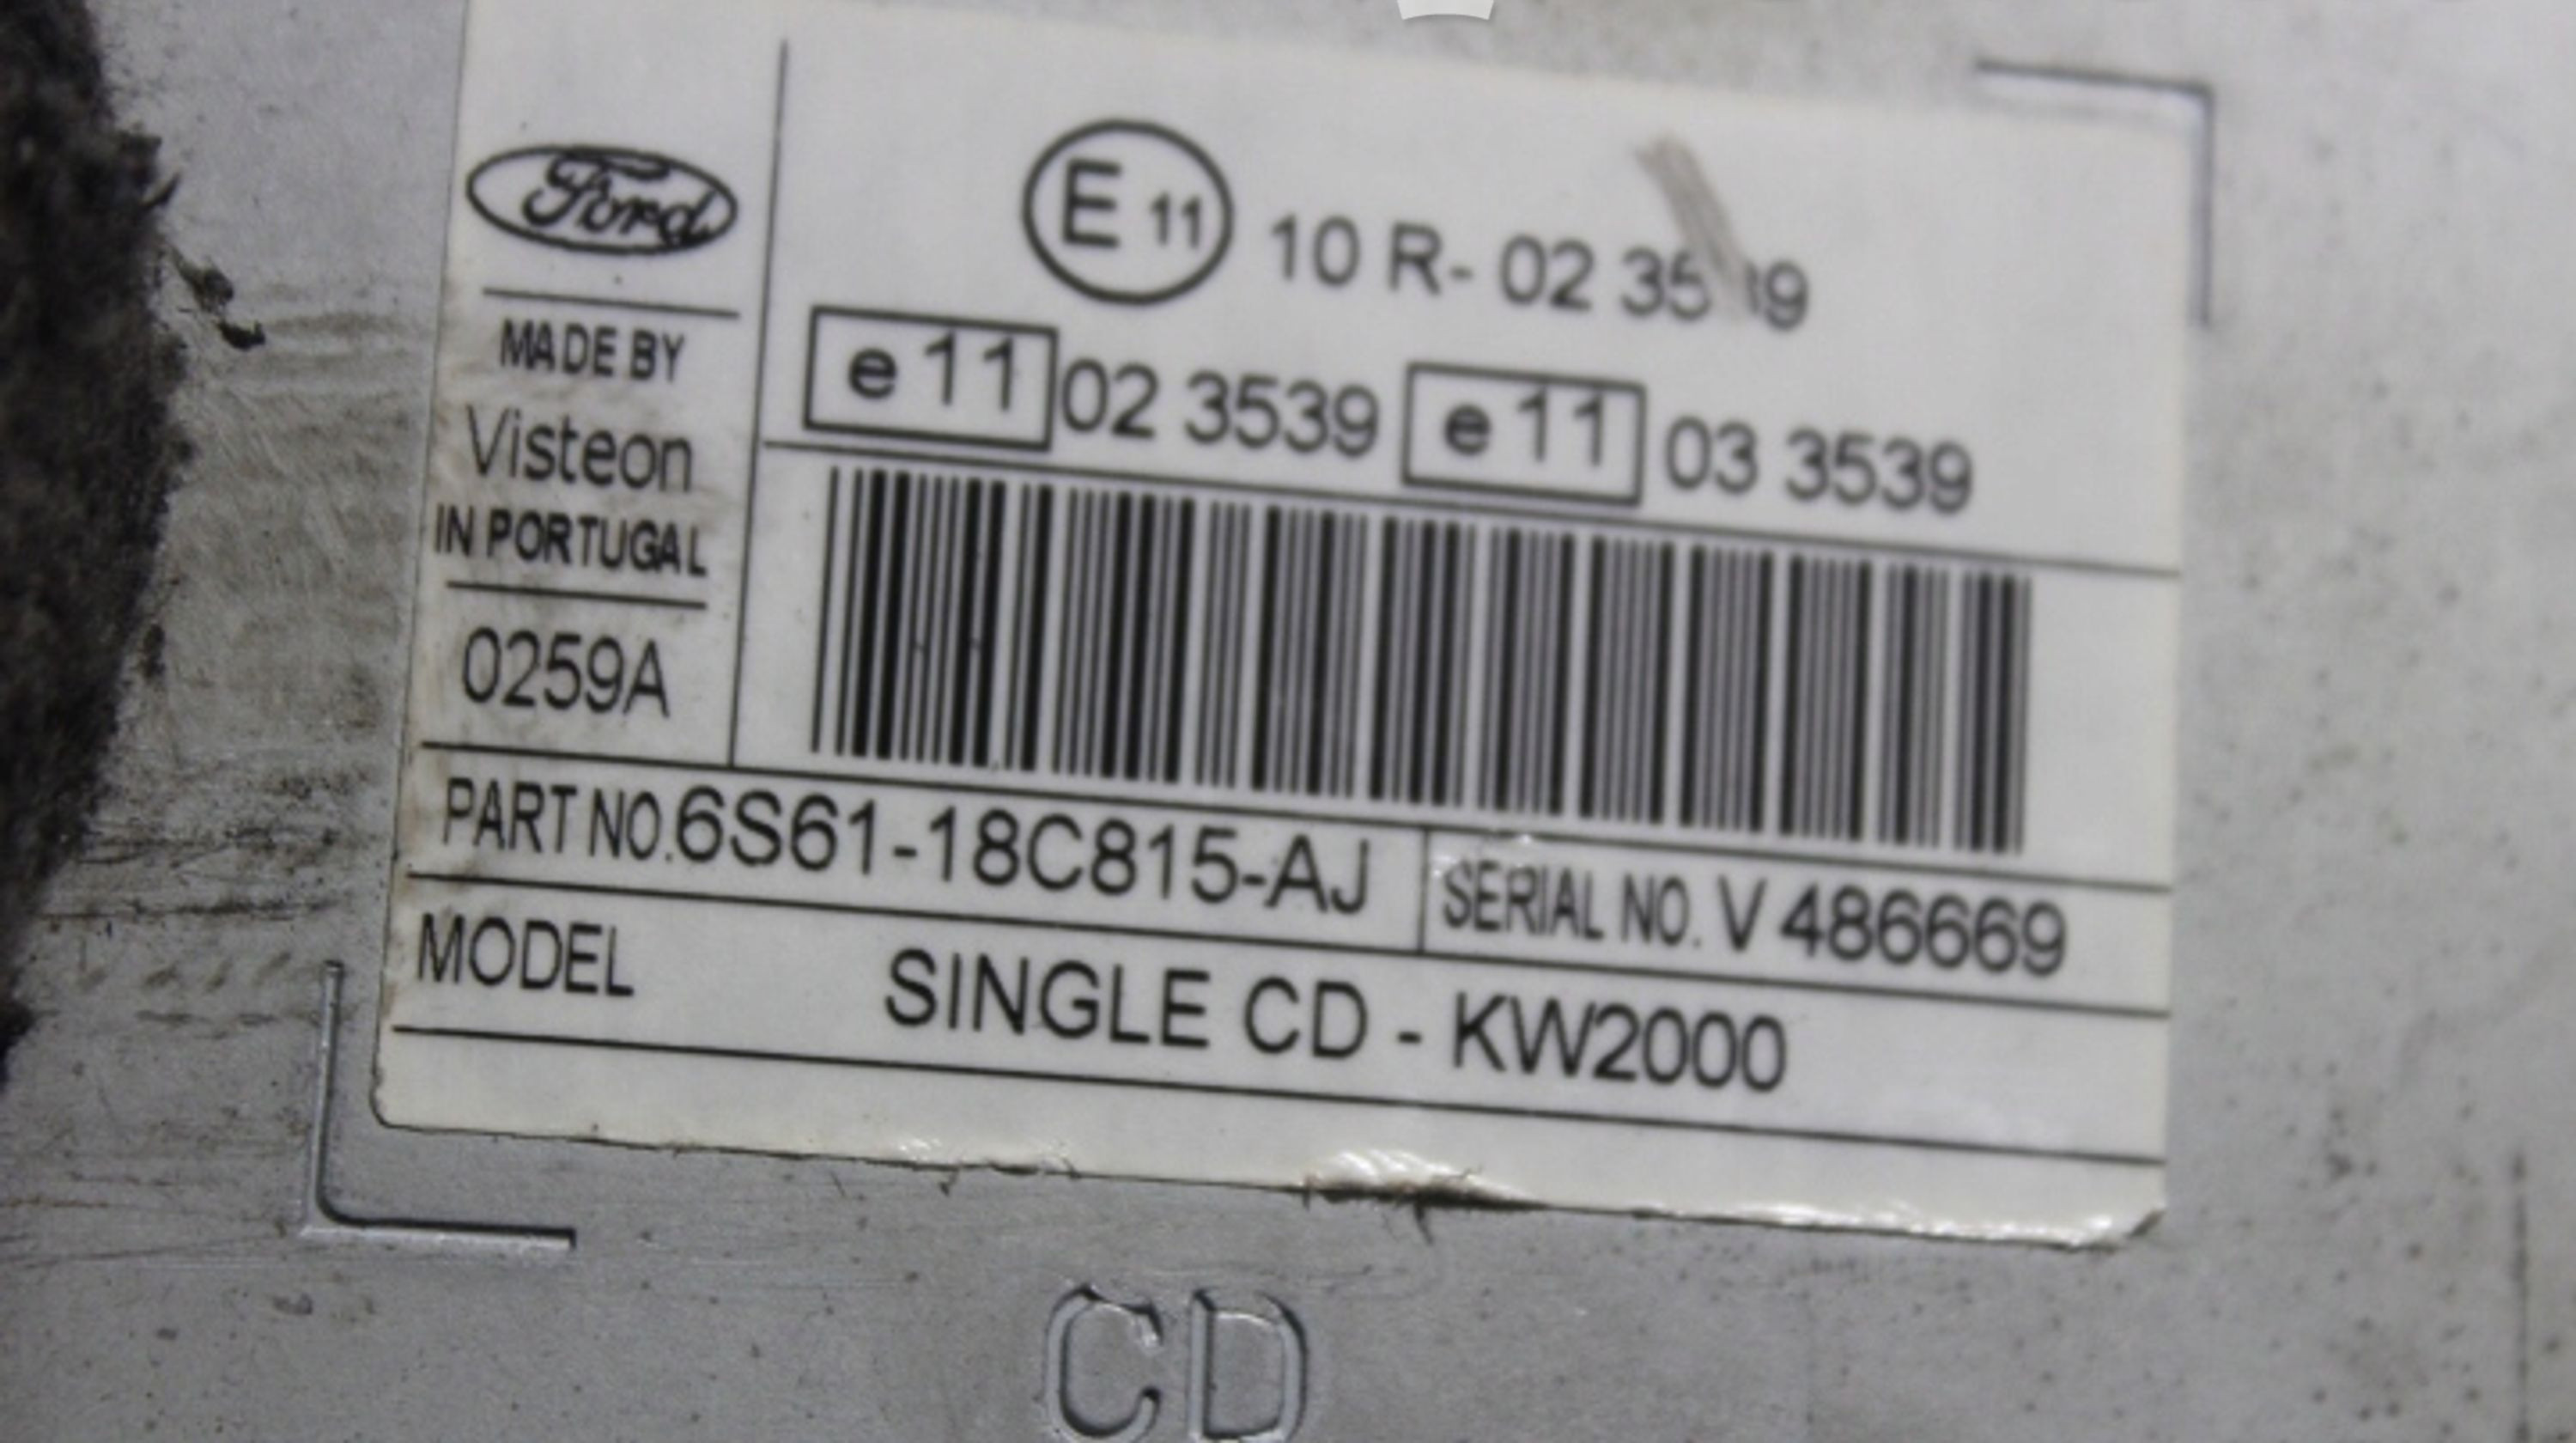 Ford
E 11 10 R- 02 35 9
MADE BY
Visteon
IN PORTUGAL
0259A
e 11 02 3539 e 11 03 3539
PART NO. 6S61-18C815-AJ SERIAL NO. V 486669
MODEL SINGLE CD - KW2000
CD